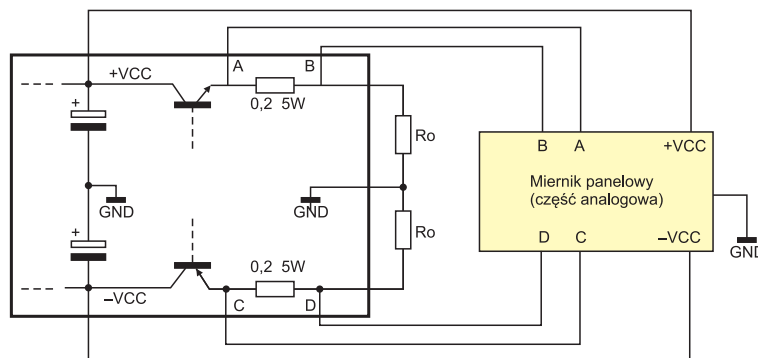 +VCC
A
B
+
0,2 5W
Ro
B A +VCC
Miernik panelowy
(część analogowa)
GND
GND
D C –VCC
GND
+
Ro
0,2 5W
–VCC
C
D